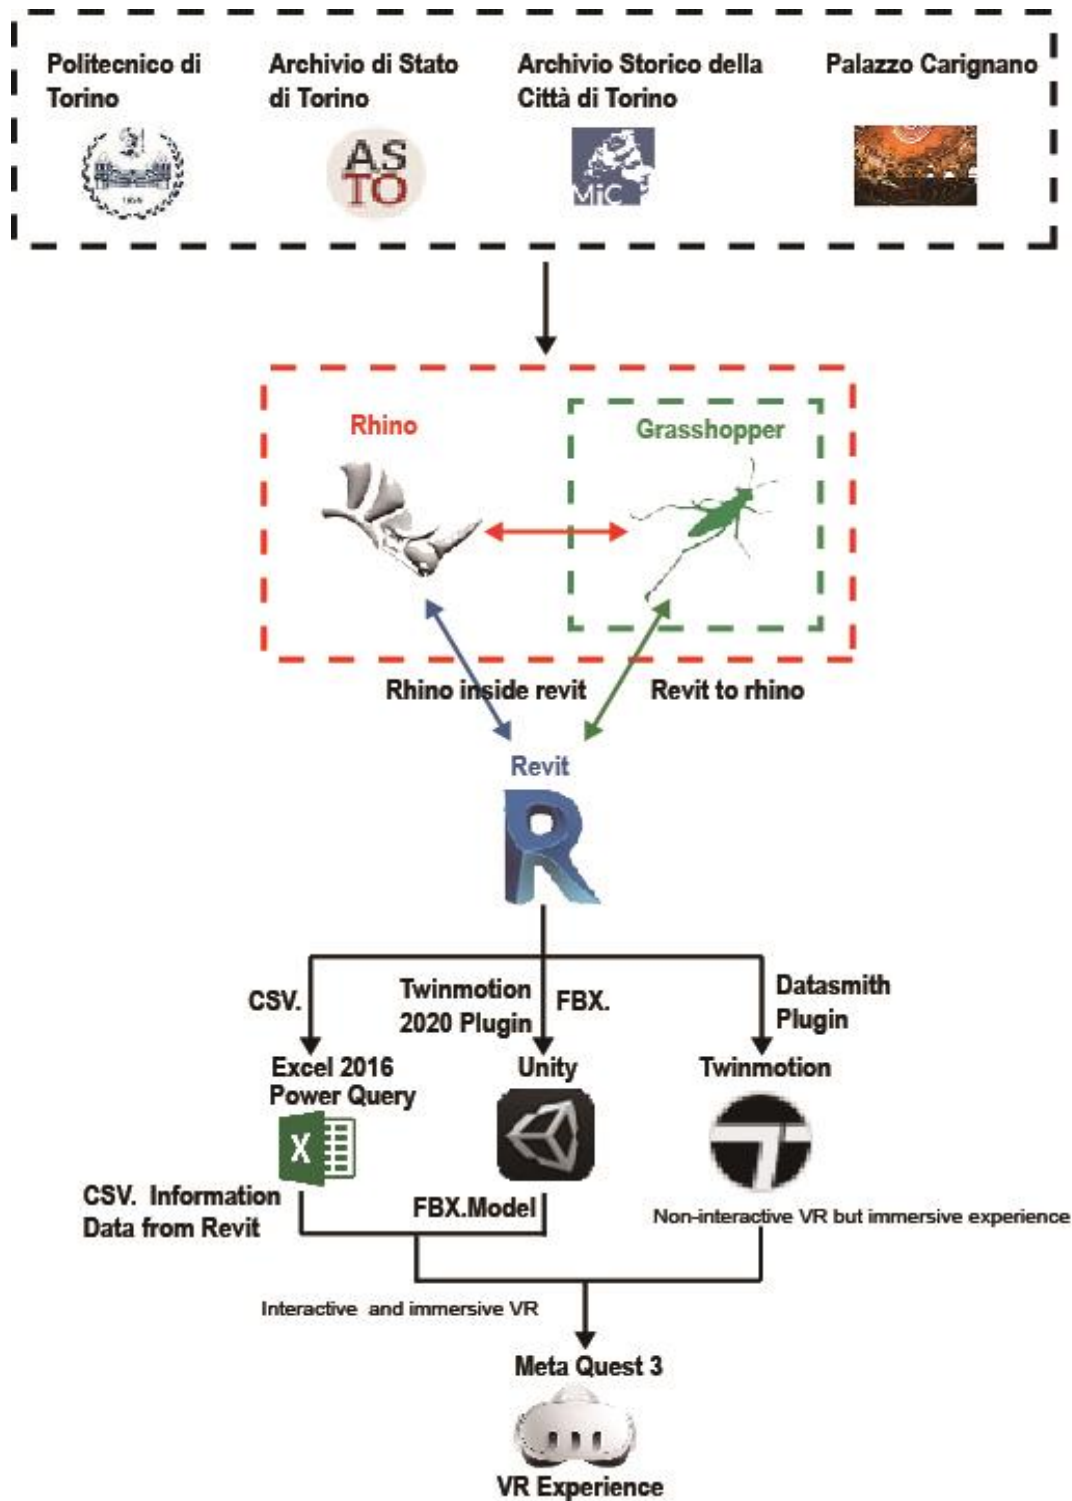 Politecnico di
Torino
Archivio di Stato
di Torino
Archivio Storico della
Città di Torino
Palazzo Carignano
AS
TO
MiC
Rhino
Grasshopper
Rhino inside revit
Revit to rhino
Revit
CSV.
Twinmotion
2020 Plugin
FBX.
Datasmith
Plugin
Excel 2016
Power Query
Unity
Twinmotion
X
CSV. Information
Data from Revit
FBX.Model
Non-interactive VR but immersive experience
Interactive and immersive VR
Meta Quest 3
VR Experience